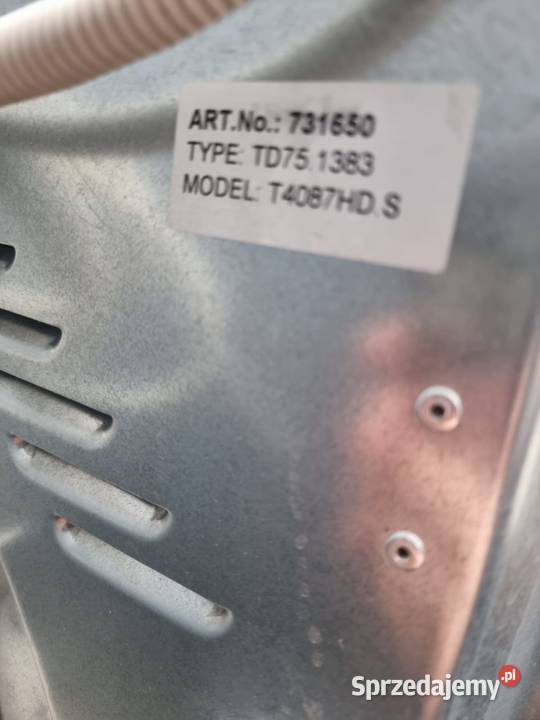 ART.No.: 731650
TYPE: TD75.1383
MODEL: T4087HD.S
Sprzedajemy.pl